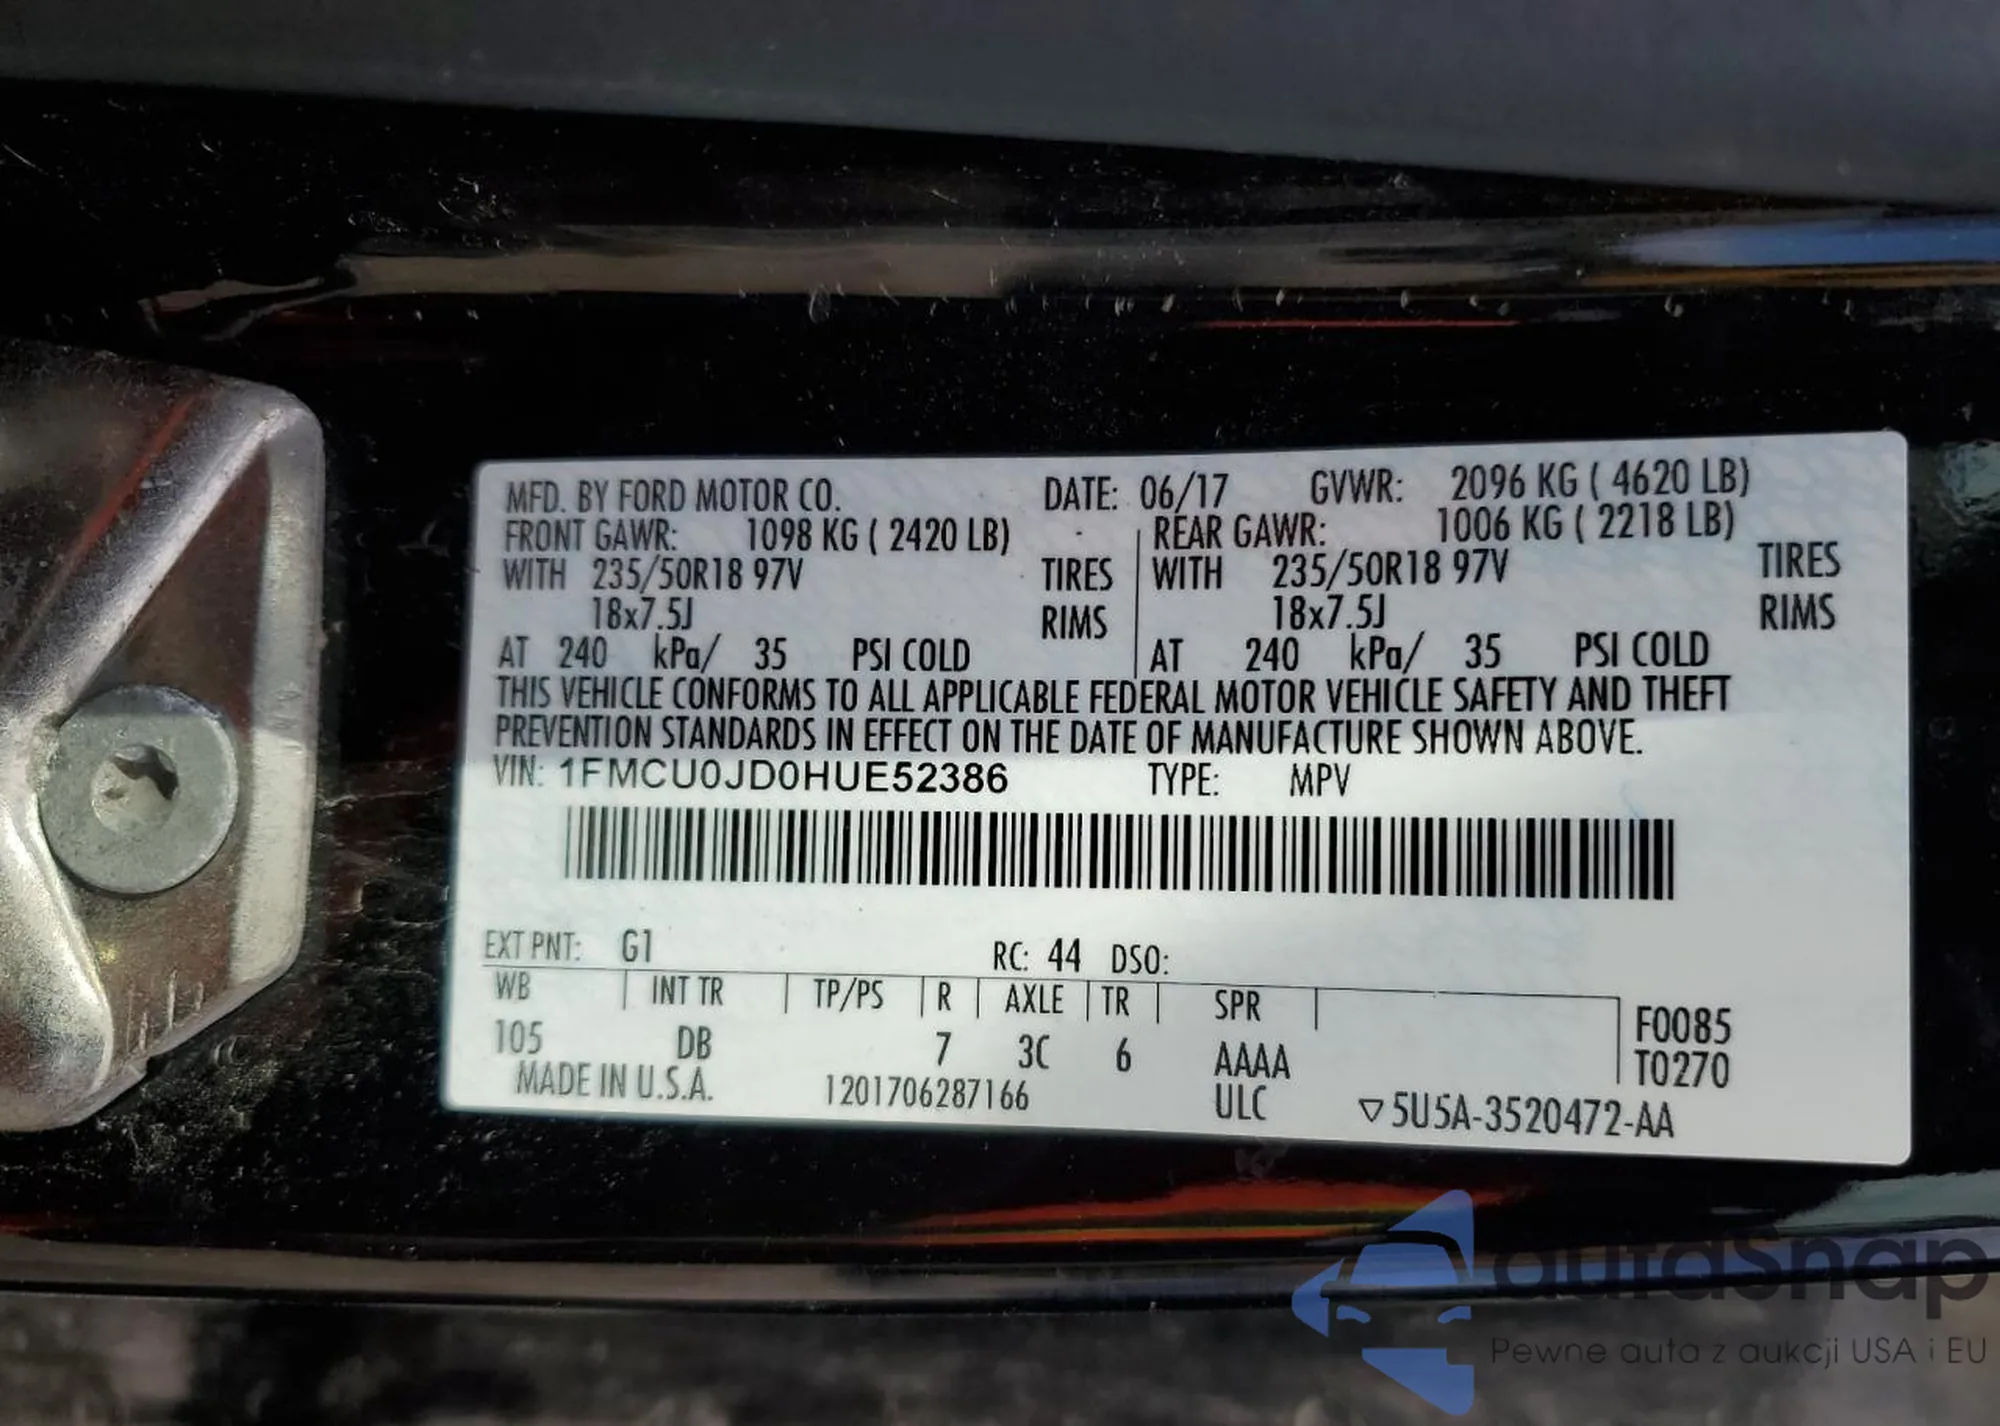 MFD. BY FORD MOTOR CO. DATE: 06/17 GVWR: 2096 KG ( 4620 LB)
FRONT GAWR: 1098 KG ( 2420 LB) REAR GAWR: 1006 KG ( 2218 LB)
WITH 235/50R18 97V TIRES WITH 235/50R18 97V TIRES
18x7.5J RIMS 18x7.5J RIMS
AT 240 kPa/ 35 PSI COLD AT 240 kPa/ 35 PSI COLD
THIS VEHICLE CONFORMS TO ALL APPLICABLE FEDERAL MOTOR VEHICLE SAFETY AND THEFT
PREVENTION STANDARDS IN EFFECT ON THE DATE OF MANUFACTURE SHOWN ABOVE.
VIN: 1FMCU0JD0HUE52386 TYPE: MPV
EXT PNT: G1 RC: 44 DSO:
WB INT TR TP/PS R AXLE TR SPR
105 DB 7 3C 6 AAAA F0085
T0270
MADE IN U.S.A. 1201706287166 ULC ▽5U5A-3520472-AA
autasnap
Pewne auta z aukcji USA i EU